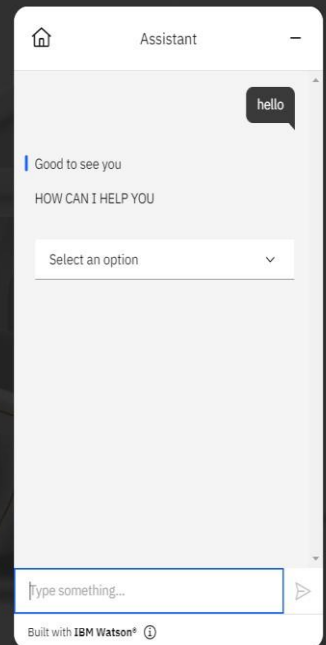 Assistant
hello
Good to see you
HOW CAN I HELP YOU
Select an option
Type something...
Built with IBM Watson®